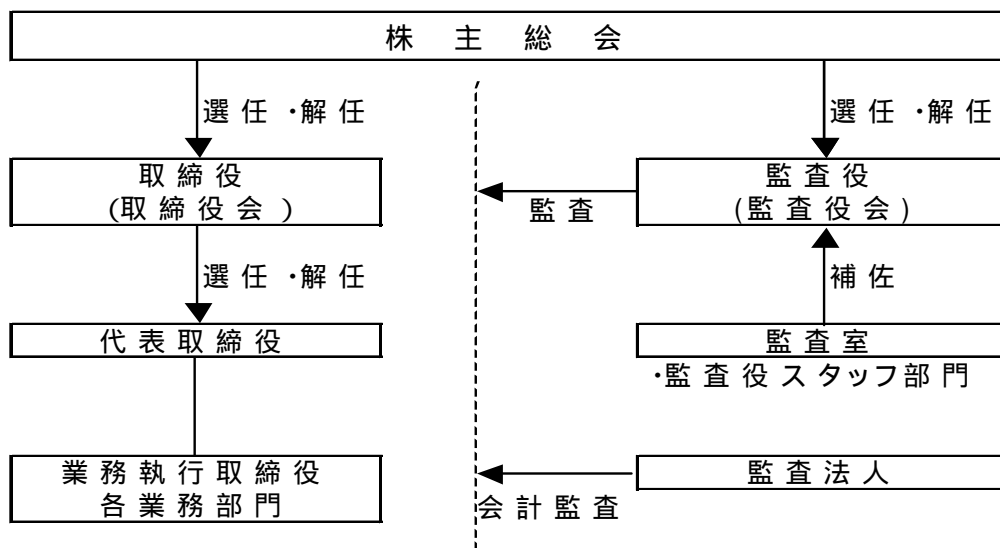 株主総会
選任・解任
選任・解任
取締役
(取締役会)
監査
監査役
(監査役会)
選任・解任
補佐
代表取締役
監査室
・監査役スタッフ部門
業務執行取締役
各業務部門
監査法人
会計監査